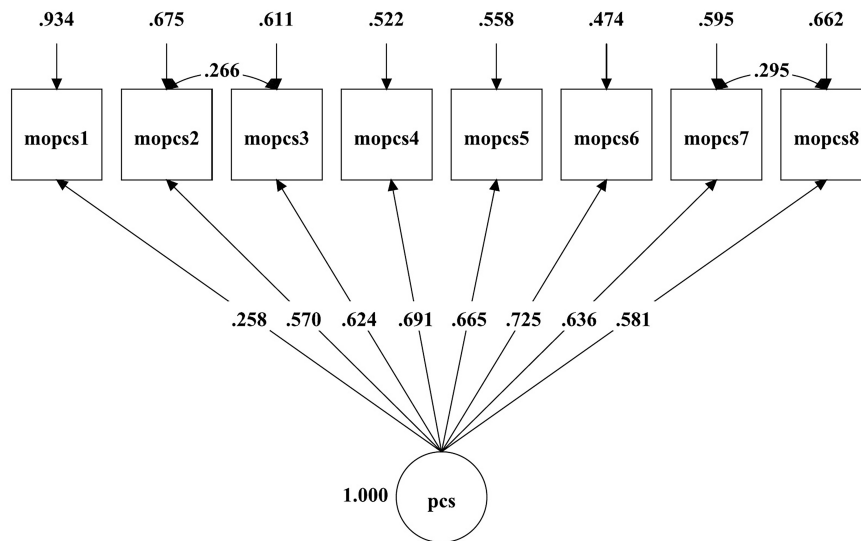 .934 .675 .611 .522 .558 .474 .595 .662
.266 .295
mopcs1 mopcs2 mopcs3 mopcs4 mopcs5 mopcs6 mopcs7 mopcs8
.258 .570 .624 .691 .665 .725 .636 .581
1.000 pcs